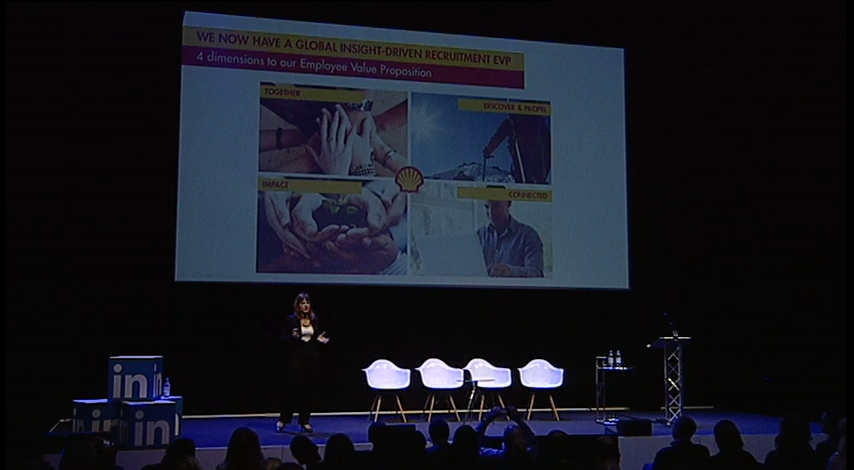 WE NOW HAVE A GLOBAL INSIGHT-DRIVEN RECRUITMENT EVP
4 dimensions to our Employee Value Proposition
TOGETHER
DISCOVER & PROPEL
IMPACT
CONNECTED
in
in
in